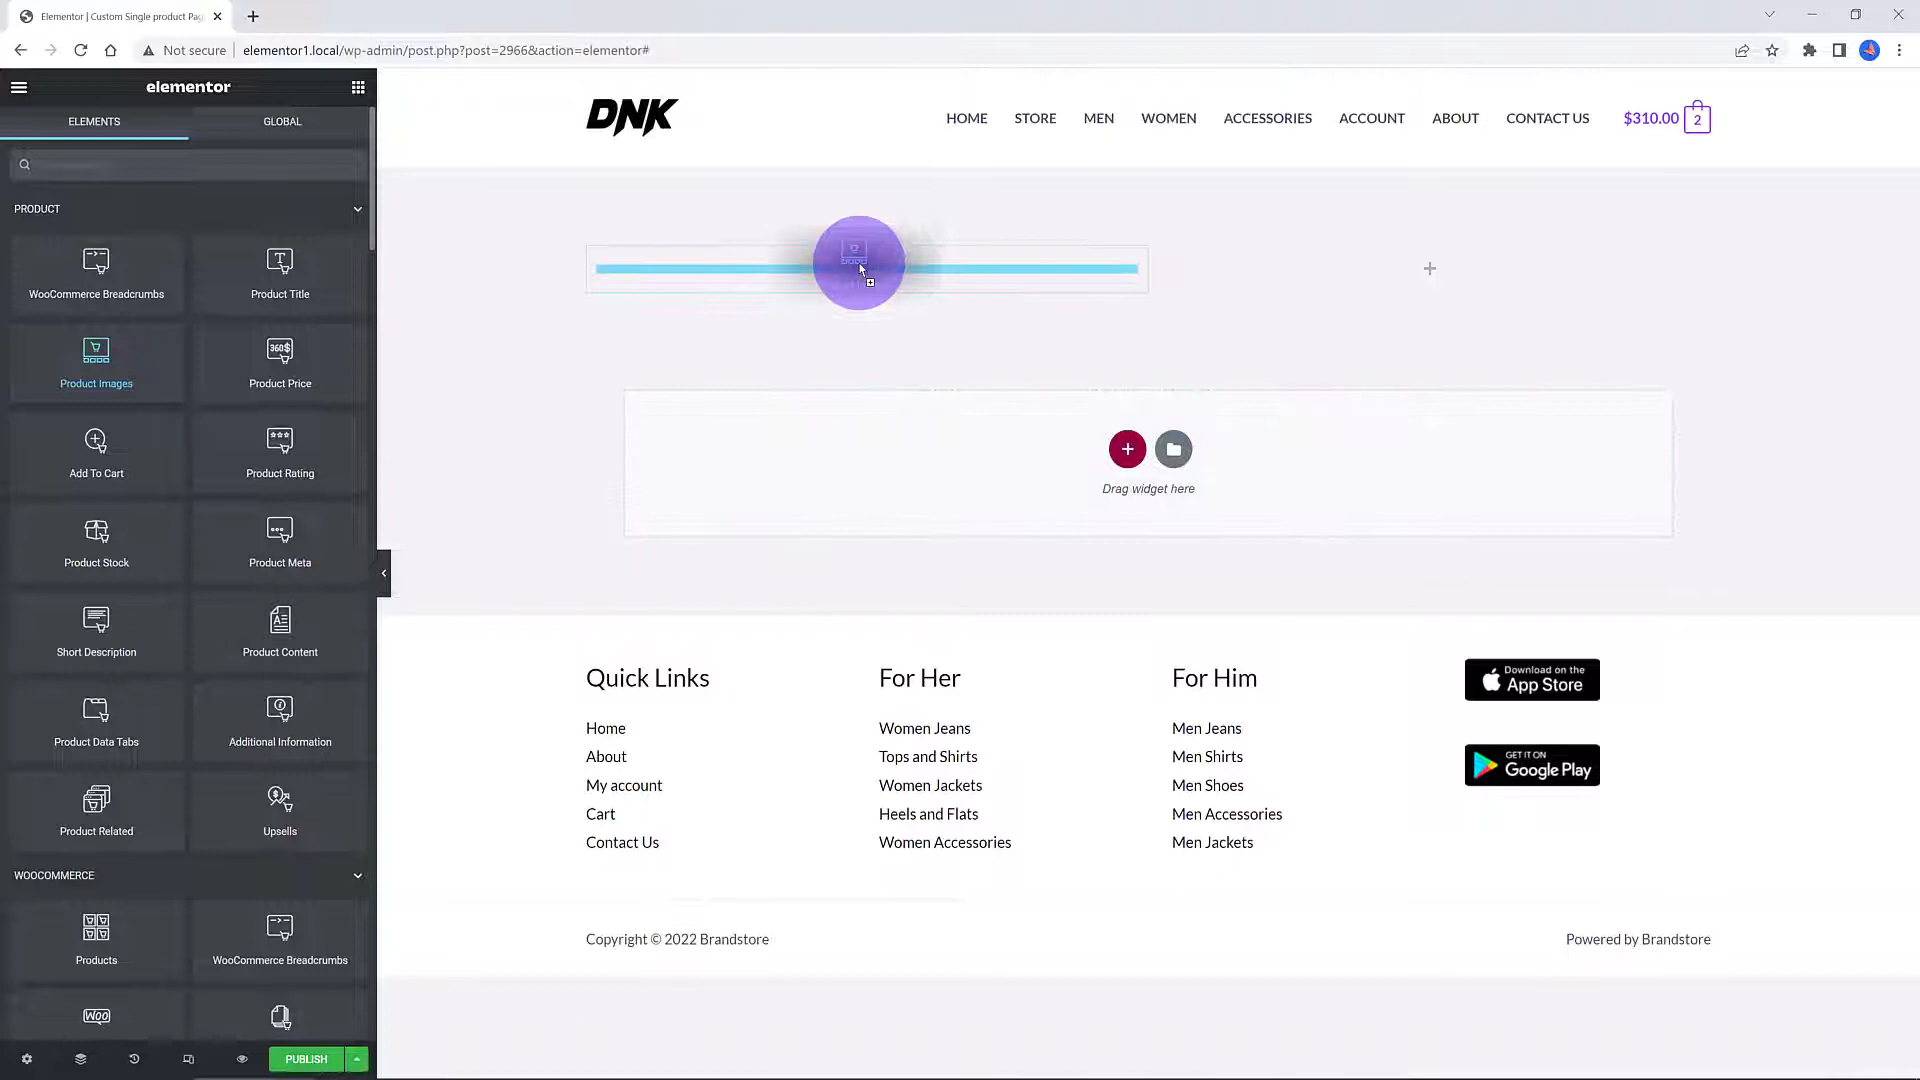 Elementor | Custom Single product Pag
Not secure
elementor1.local/wp-admin/post.php?post=2966&action=elementor#
elementor
ELEMENTS
GLOBAL
PRODUCT
WooCommerce Breadcrumbs
Product Title
Product Images
360$
Product Price
Add To Cart
Product Rating
Product Stock
Product Meta
Short Description
Product Content
Product Data Tabs
Additional Information
Product Related
Upsells
WOOCOMMERCE
Products
WooCommerce Breadcrumbs
WOO
PUBLISH
DNK
HOME
STORE
MEN
WOMEN
ACCESSORIES
ACCOUNT
ABOUT
CONTACT US
$310.00
2
Drag widget here
Quick Links
Home
About
My account
Cart
Contact Us
For Her
Women Jeans
Tops and Shirts
Women Jackets
Heels and Flats
Women Accessories
For Him
Men Jeans
Men Shirts
Men Shoes
Men Accessories
Men Jackets
Download on the
App Store
GET IT ON
Google Play
Copyright © 2022 Brandstore
Powered by Brandstore